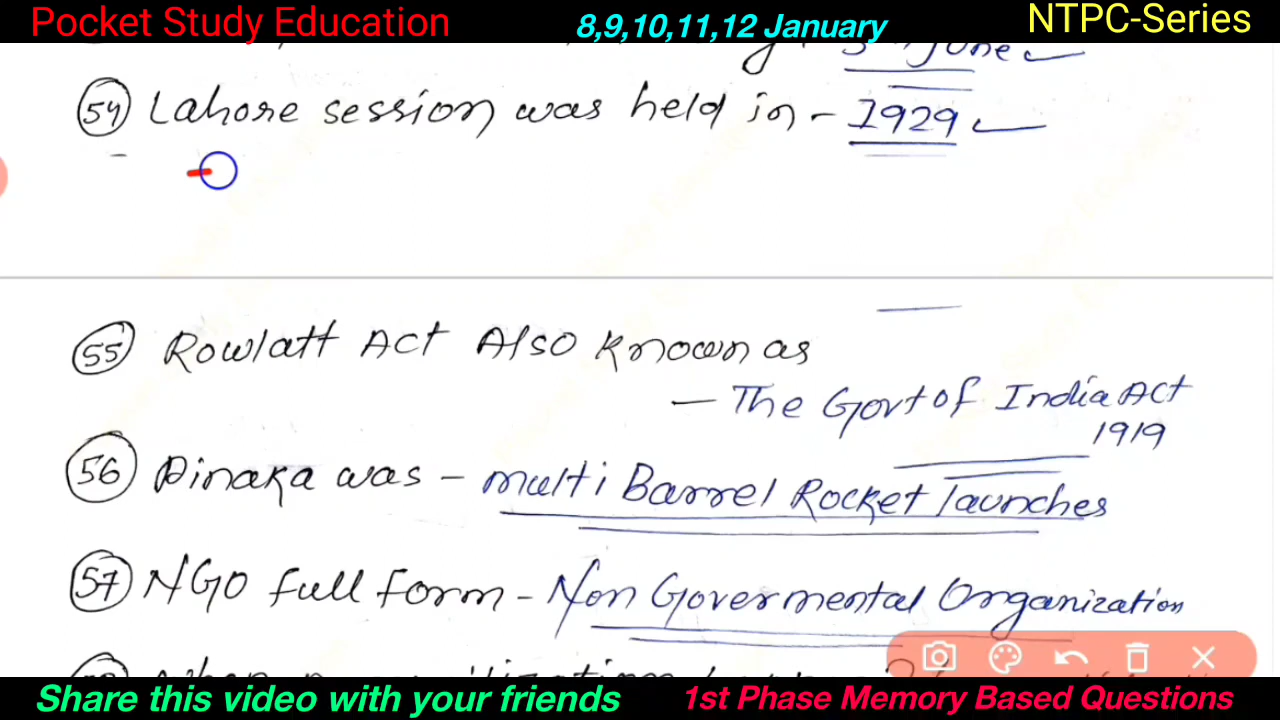 Pocket Study Education
8,9,10,11,12 January
NTPC-Series
June
54 Lahore session was held in - 1929
55 Rowlatt Act Also Known as
- The Govt of India Act
1919
56 Pinaka was - multi Barrel Rocket launches
57 NGO full form - Non Govermental Organization
Share this video with your friends
1st Phase Memory Based Questions